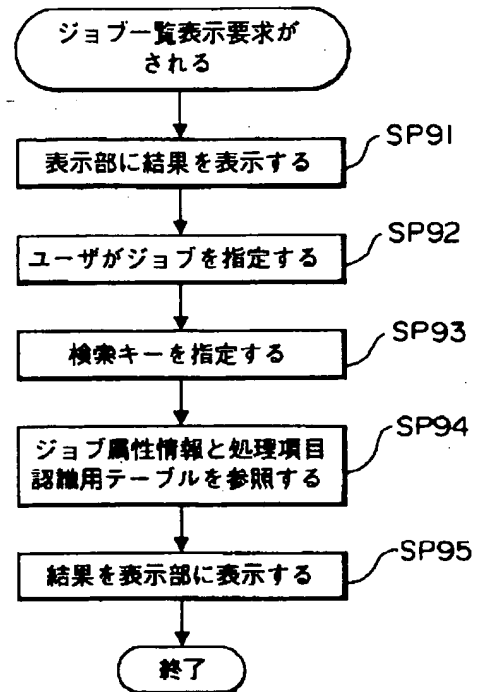 ジョブ一覧表示要求が
される
表示部に結果を表示する
SP91
ユーザがジョブを指定する
SP92
検索キーを指定する
SP93
ジョブ属性情報と処理項目
認識用テーブルを参照する
SP94
結果を表示部に表示する
SP95
終了